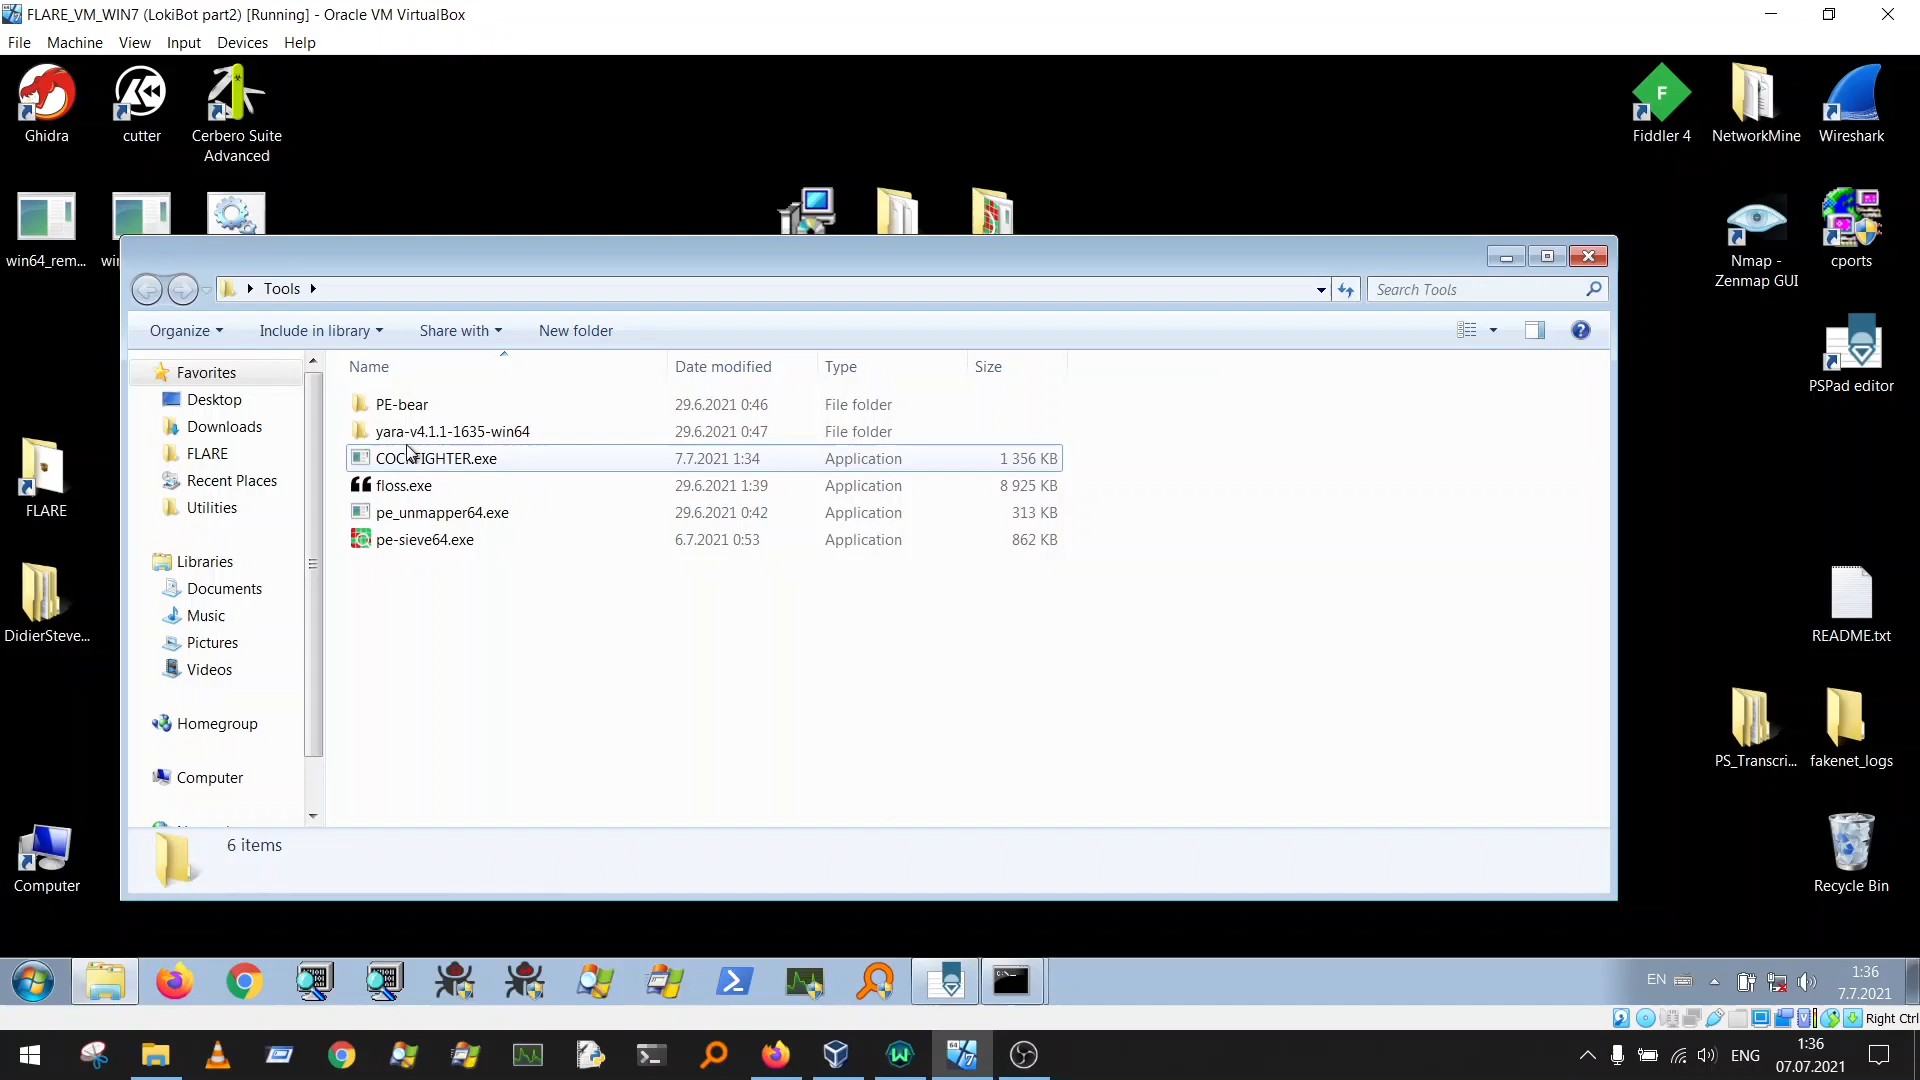 FLARE_VM_WIN7 (LokiBot part2) [Running] - Oracle VM VirtualBox
File Machine View Input Devices Help
Ghidra
cutter
Cerbero Suite
Advanced
Fiddler 4
NetworkMine
Wireshark
win64_rem...
Nmap -
Zenmap GUI
cports
Tools
Search Tools
Organize
Include in library
Share with
New folder
Name
Date modified
Type
Size
Favorites
Desktop
Downloads
FLARE
Recent Places
Utilities
Libraries
Documents
Music
Pictures
Videos
Homegroup
Computer
PE-bear 29.6.2021 0:46 File folder
yara-v4.1.1-1635-win64 29.6.2021 0:47 File folder
COCKFIGHTER.exe 7.7.2021 1:34 Application 1 356 KB
floss.exe 29.6.2021 1:39 Application 8 925 KB
pe_unmapper64.exe 29.6.2021 0:42 Application 313 KB
pe-sieve64.exe 6.7.2021 0:53 Application 862 KB
6 items
PSPad editor
FLARE
DidierSteve...
README.txt
PS_Transcri...
fakenet_logs
Computer
Recycle Bin
EN
1:36
7.7.2021
Right Ctrl
ENG
1:36
07.07.2021